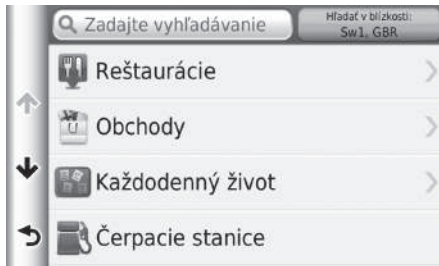 Zadajte vyhľadávanie
Hľadať v blízkosti:
Sw1, GBR
Reštaurácie
Obchody
Každodenný život
Čerpacie stanice